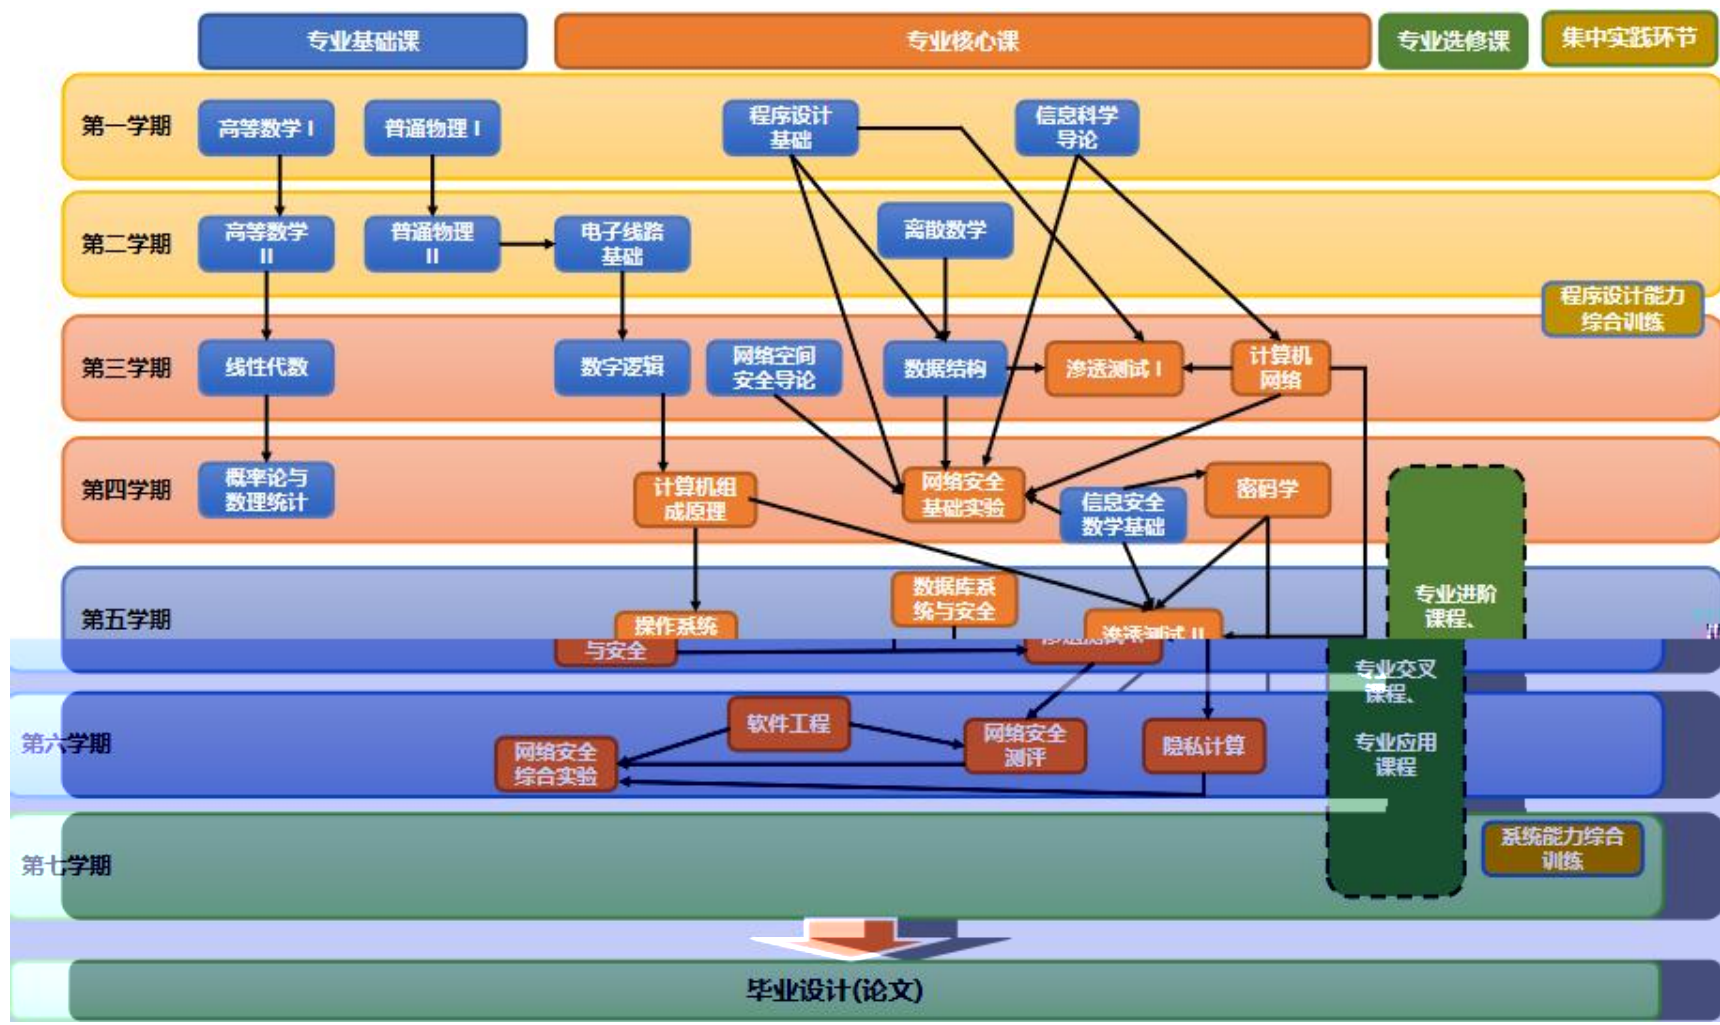 专业基础课
专业核心课
专业选修课
集中实践环节
第一学期
高等数学 I
普通物理 I
程序设计
基础
信息科学
导论
第二学期
高等数学
II
普通物理
II
电子线路
基础
离散数学
程序设计能力
综合训练
第三学期
线性代数
数字逻辑
网络空间
安全导论
数据结构
渗透测试 I
计算机
网络
第四学期
概率论与
数理统计
计算机组
成原理
网络安全
基础实验
信息安全
数学基础
密码学
第五学期
操作系统
与安全
数据库系
统与安全
渗透测试 II
专业进阶
课程、
专业交叉
课程、
专业应用
课程
第六学期
网络安全
综合实验
软件工程
网络安全
测评
隐私计算
第七学期
系统能力综合
训练
毕业设计(论文)